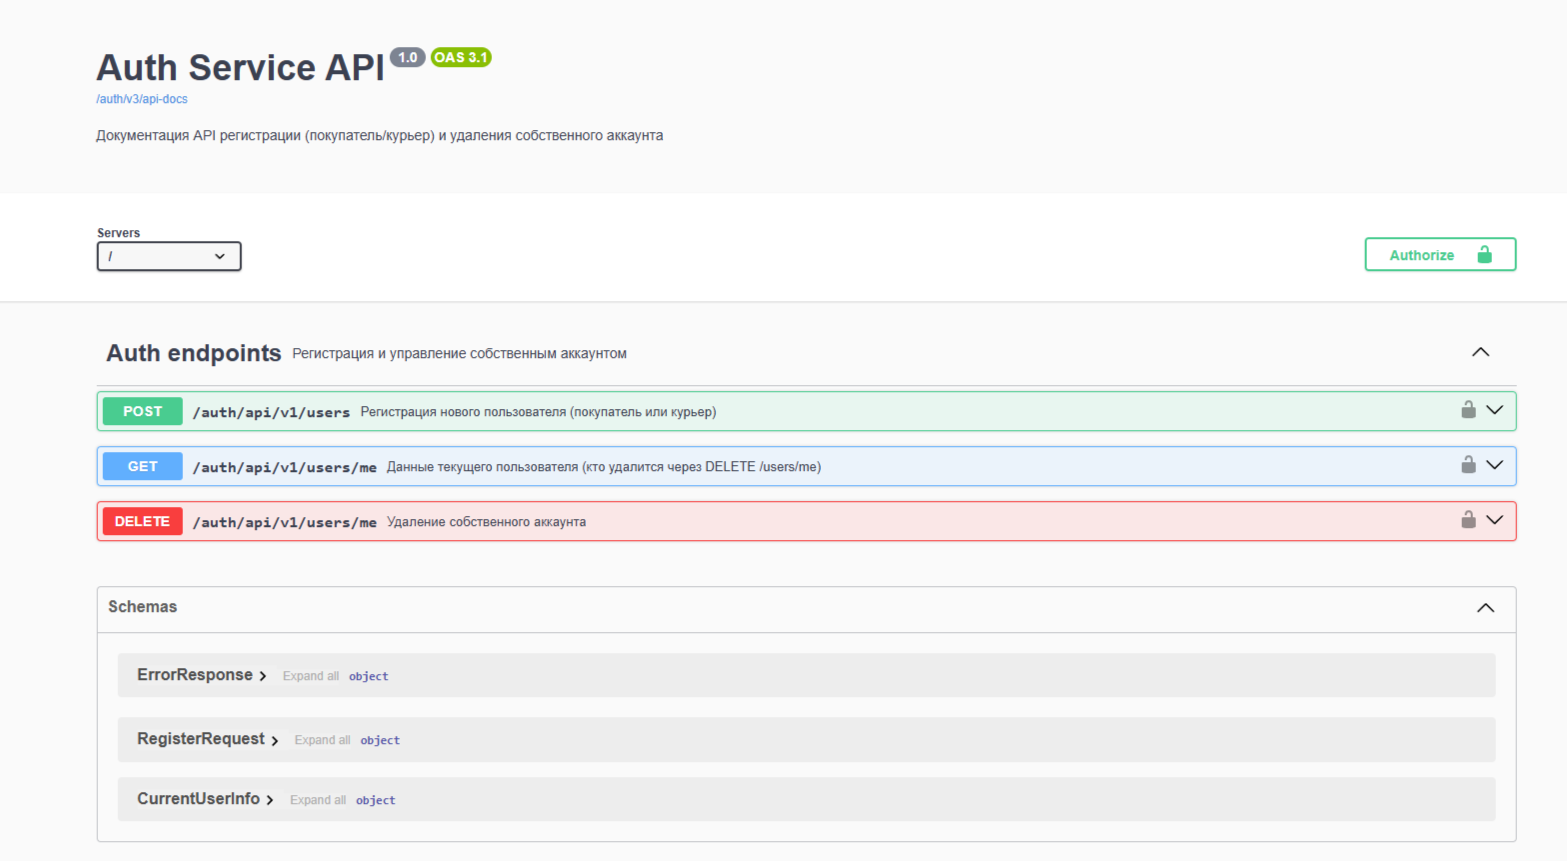 Auth Service API 1.0 OAS 3.1
/auth/v3/api-docs
Документация API регистрации (покупатель/курьер) и удаления собственного аккаунта
Servers
/
Authorize
Auth endpoints Регистрация и управление собственным аккаунтом
POST /auth/api/v1/users Регистрация нового пользователя (покупатель или курьер)
GET /auth/api/v1/users/me Данные текущего пользователя (кто удалится через DELETE /users/me)
DELETE /auth/api/v1/users/me Удаление собственного аккаунта
Schemas
ErrorResponse Expand all object
RegisterRequest Expand all object
CurrentUserInfo Expand all object